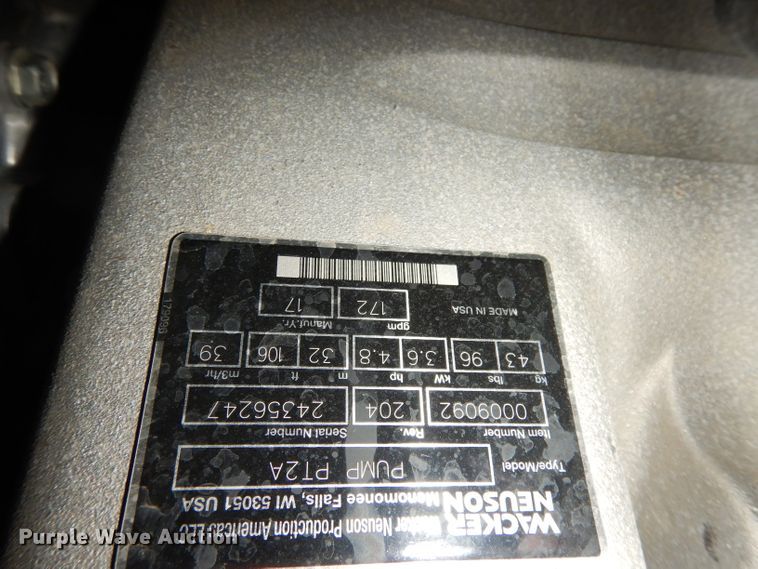 WACKER
NEUSON
Wacker Neuson Production Americas LLC
Menomonee Falls, WI 53051 USA
Type/Model
PUMP PT2A
Item Number Rev. Serial Number
0009092 204 24356247
kg lbs kW hp m ft m3/hr
43 96 3.6 4.8 32 106 39
gpm Manuf.Yr.
172 17
MADE IN USA
179096
Purple Wave Auction